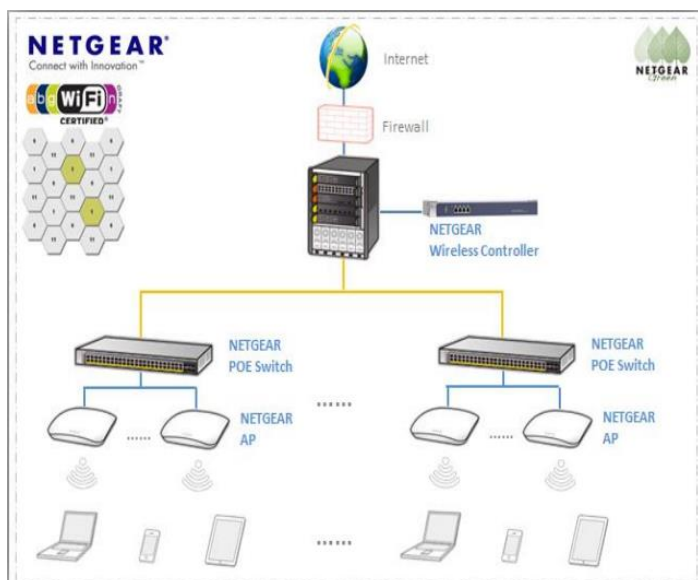 NETGEAR®
Connect with Innovation™
NETGEAR
Green
Internet
a b g WiFi n
CERTIFIED®
Firewall
NETGEAR
Wireless Controller
NETGEAR
POE Switch
NETGEAR
POE Switch
......
NETGEAR
AP
NETGEAR
AP
......
......
......